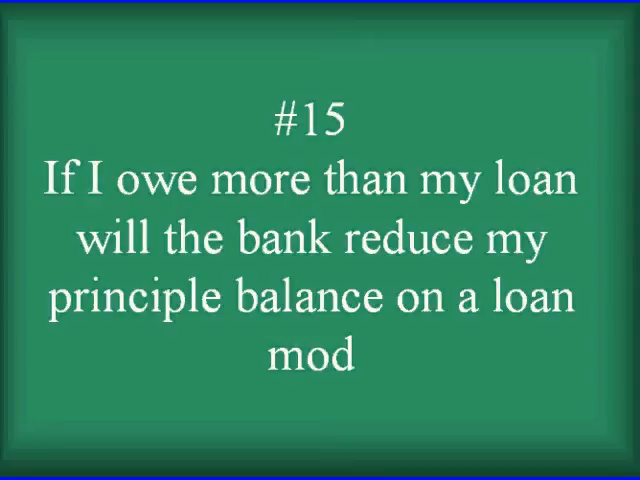 #15
If I owe more than my loan
will the bank reduce my
principle balance on a loan
mod